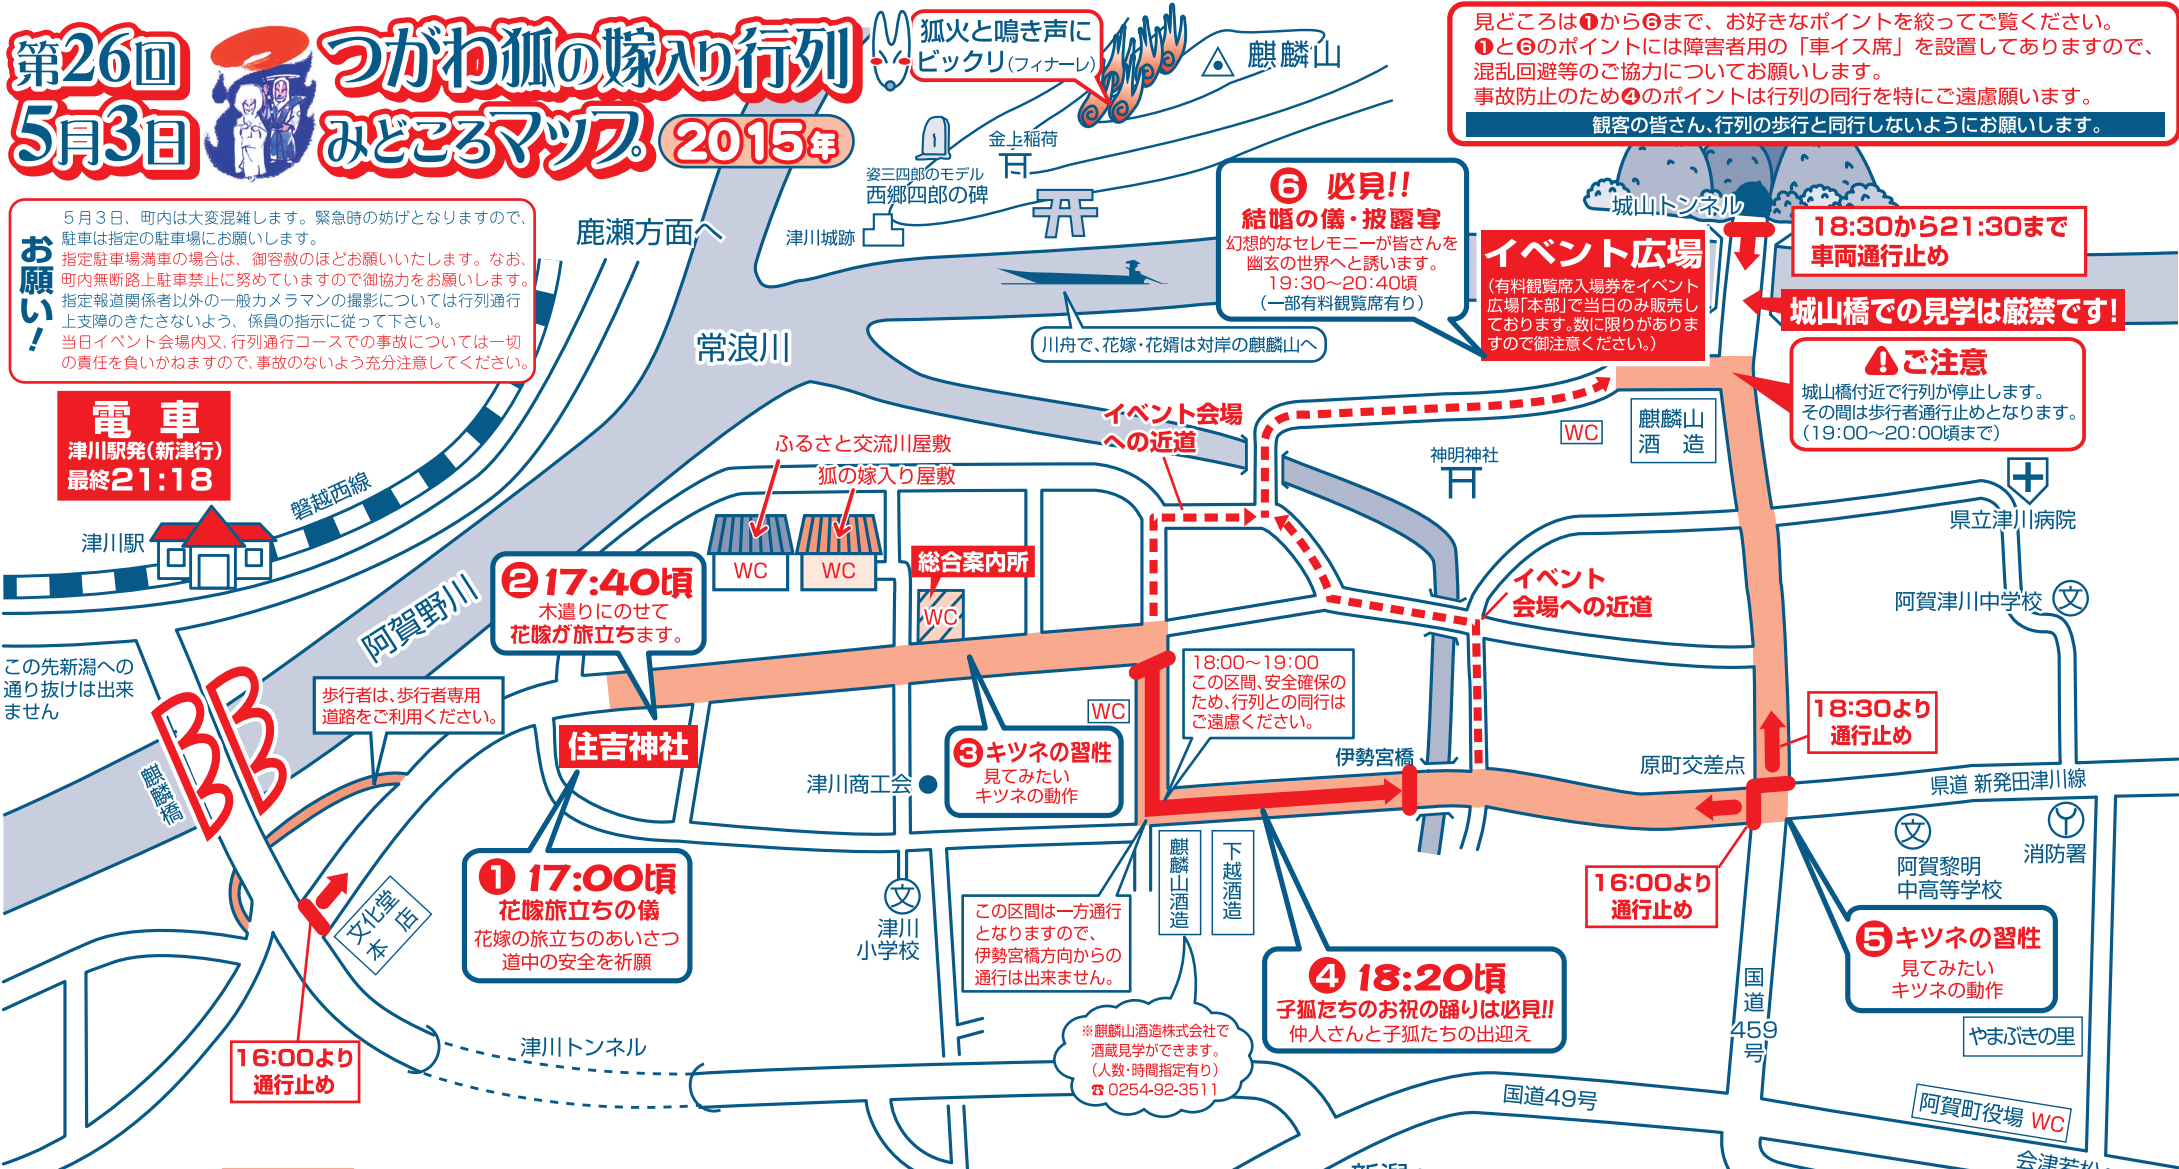 第26回
5月3日
つがわ狐の嫁入り行列
みどころマップ
2015年
狐火と鳴き声に
ビックリ(フィナーレ)
麒麟山
見どころは❶から❻まで、お好きなポイントを絞ってご覧ください。
❶と❻のポイントには障害者用の「車イス席」を設置してありますので、
混乱回避等のご協力についてお願いします。
事故防止のため❹のポイントは行列の同行を特にご遠慮願います。
観客の皆さん、行列の歩行と同行しないようにお願いします。
お願い!
5月3日、町内は大変混雑します。緊急時の妨げとなりますので、
駐車は指定の駐車場にお願いします。
指定駐車場満車の場合は、御容赦のほどお願いいたします。なお、
町内無断路上駐車禁止に努めていますので御協力をお願いします。
指定報道関係者以外の一般カメラマンの撮影については行列通行
上支障のきたさないよう、係員の指示に従って下さい。
当日イベント会場内又、行列通行コースでの事故については一切
の責任を負いかねますので、事故のないよう充分注意してください。
鹿瀬方面へ
金上稲荷
姿三四郎のモデル
西郷四郎の碑
津川城跡
❻ 必見!!
結婚の儀・披露宴
幻想的なセレモニーが皆さんを
幽玄の世界へと誘います。
19:30～20:40頃
(一部有料観覧席有り)
イベント広場
(有料観覧席入場券をイベント
広場「本部」で当日のみ販売し
ております。数に限りがありま
すので御注意ください。)
城山トンネル
18:30から21:30まで
車両通行止め
城山橋での見学は厳禁です!
ご注意
城山橋付近で行列が停止します。
その間は歩行者通行止めとなります。
(19:00～20:00頃まで)
常浪川
川舟で、花嫁・花婿は対岸の麒麟山へ
電車
津川駅発(新津行)
最終21:18
磐越西線
津川駅
阿賀野川
ふるさと交流川屋敷
狐の嫁入り屋敷
WC
WC
総合案内所
WC
イベント会場
への近道
WC
麒麟山
酒造
神明神社
県立津川病院
阿賀津川中学校
文
イベント
会場への近道
❷17:40頃
木遣りにのせて
花嫁が旅立ちます。
この先新潟への
通り抜けは出来
ません
歩行者は、歩行者専用
道路をご利用ください。
麒麟橋
住吉神社
WC
18:00～19:00
この区間、安全確保の
ため、行列との同行は
ご遠慮ください。
❸キツネの習性
見てみたい
キツネの動作
津川商工会
伊勢宮橋
原町交差点
18:30より
通行止め
県道 新発田津川線
文
阿賀黎明
中高等学校
消防署
16:00より
通行止め
❶ 17:00頃
花嫁旅立ちの儀
花嫁の旅立ちのあいさつ
道中の安全を祈願
文化堂
本店
文
津川
小学校
麒麟山酒造
下越酒造
この区間は一方通行
となりますので、
伊勢宮橋方向からの
通行は出来ません。
❹ 18:20頃
子狐たちのお祝の踊りは必見!!
仲人さんと子狐たちの出迎え
❺キツネの習性
見てみたい
キツネの動作
国道
459
号
やまぶきの里
16:00より
通行止め
津川トンネル
※麒麟山酒造株式会社で
酒蔵見学ができます。
(人数・時間指定有り)
☎ 0254-92-3511
国道49号
阿賀町役場 WC